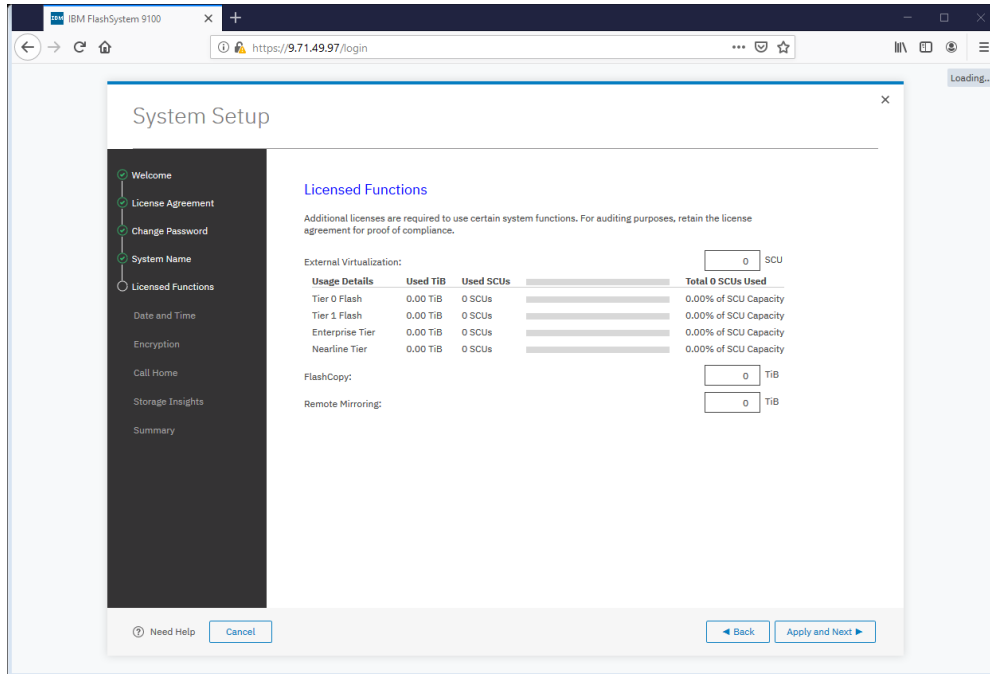 IBM IBM FlashSystem 9100
https://9.71.49.97/login
Loading..
System Setup
Welcome
License Agreement
Change Password
System Name
Licensed Functions
Date and Time
Encryption
Call Home
Storage Insights
Summary
Licensed Functions
Additional licenses are required to use certain system functions. For auditing purposes, retain the license
agreement for proof of compliance.
External Virtualization: 0 SCU
Usage Details Used TiB Used SCUs Total 0 SCUs Used
Tier 0 Flash 0.00 TiB 0 SCUs 0.00% of SCU Capacity
Tier 1 Flash 0.00 TiB 0 SCUs 0.00% of SCU Capacity
Enterprise Tier 0.00 TiB 0 SCUs 0.00% of SCU Capacity
Nearline Tier 0.00 TiB 0 SCUs 0.00% of SCU Capacity
FlashCopy: 0 TiB
Remote Mirroring: 0 TiB
Need Help Cancel Back Apply and Next